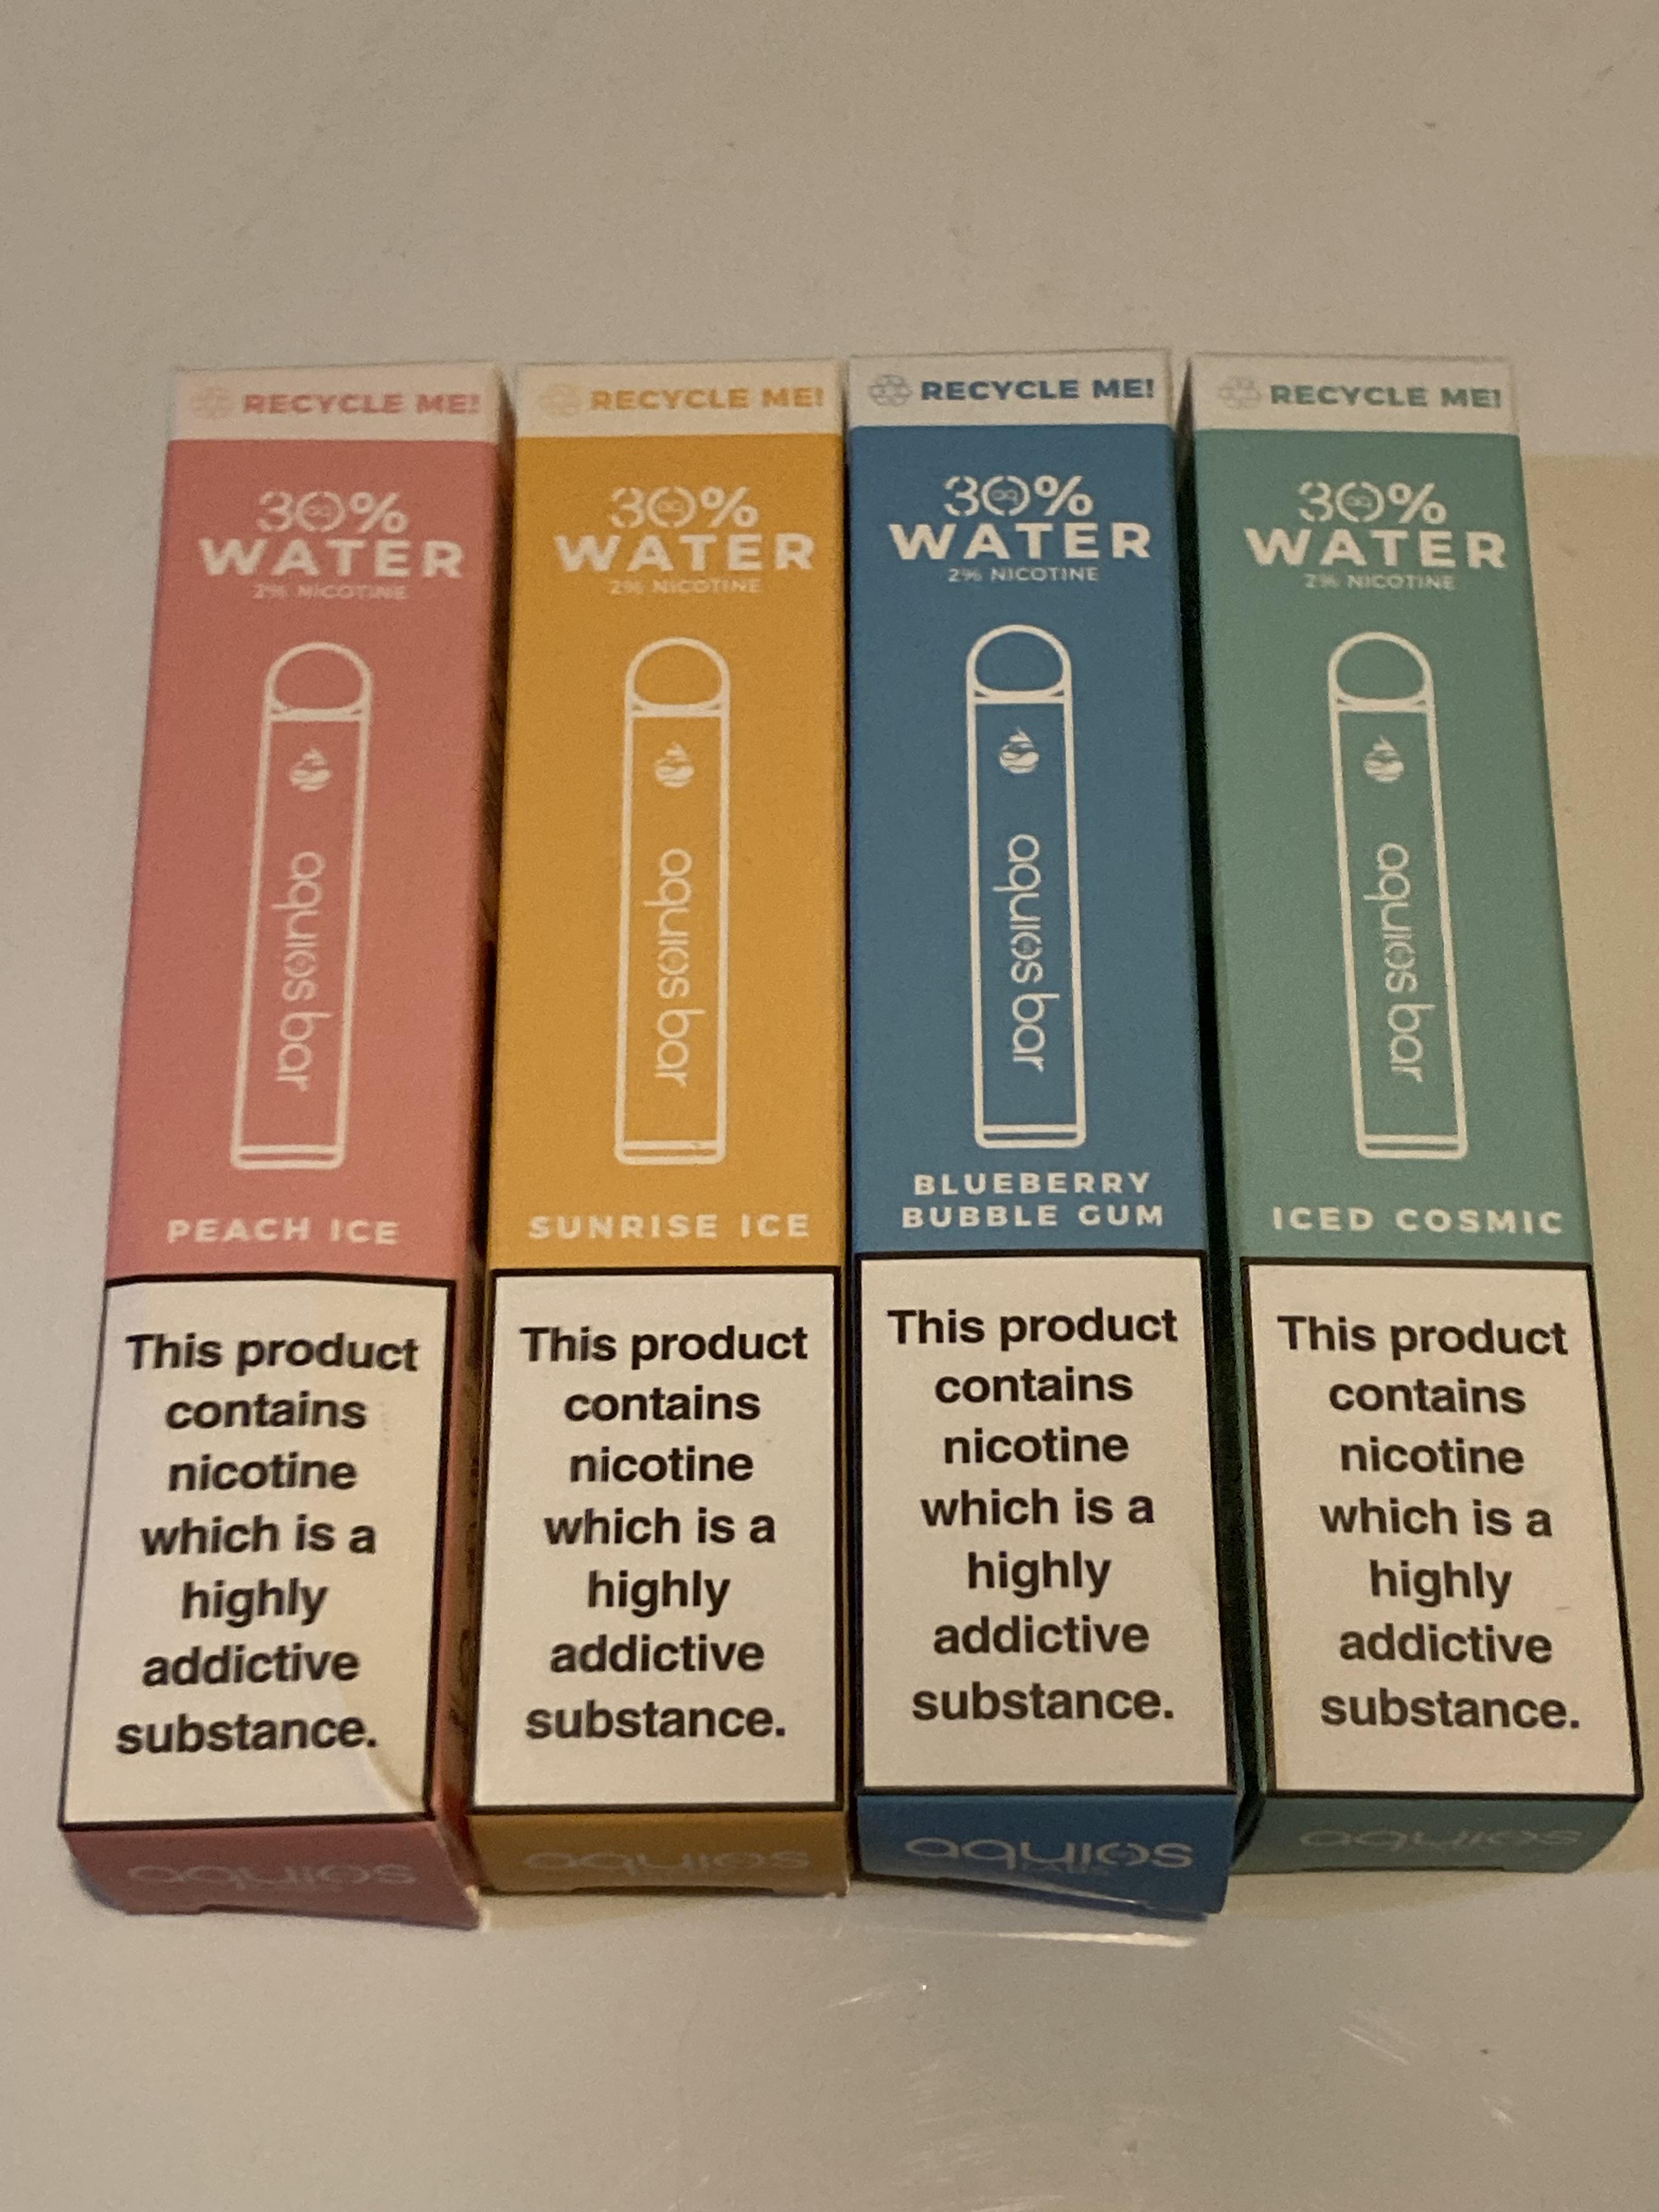 RECYCLE ME!
30%
WATER
2% NICOTINE
aquios bar
PEACH ICE
This product
contains
nicotine
which is a
highly
addictive
substance.
aquios
RECYCLE ME!
30%
WATER
2% NICOTINE
aquios bar
SUNRISE ICE
This product
contains
nicotine
which is a
highly
addictive
substance.
aquios
RECYCLE ME!
30%
WATER
2% NICOTINE
aquios bar
BLUEBERRY
BUBBLE GUM
This product
contains
nicotine
which is a
highly
addictive
substance.
aquios
LABS
RECYCLE ME!
30%
WATER
2% NICOTINE
aquios bar
ICED COSMIC
This product
contains
nicotine
which is a
highly
addictive
substance.
aquios